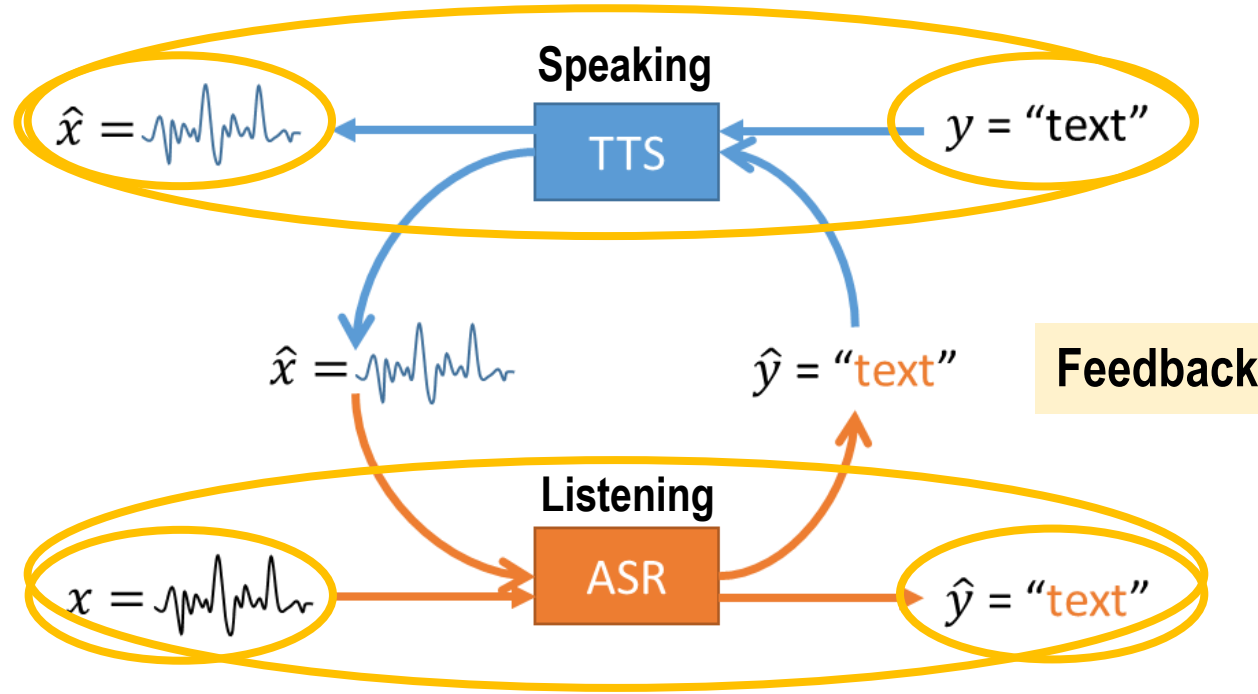 Speaking
x̂ =
TTS
y = “text”
x̂ =
ŷ = “text”
Feedback
Listening
x =
ASR
ŷ = “text”